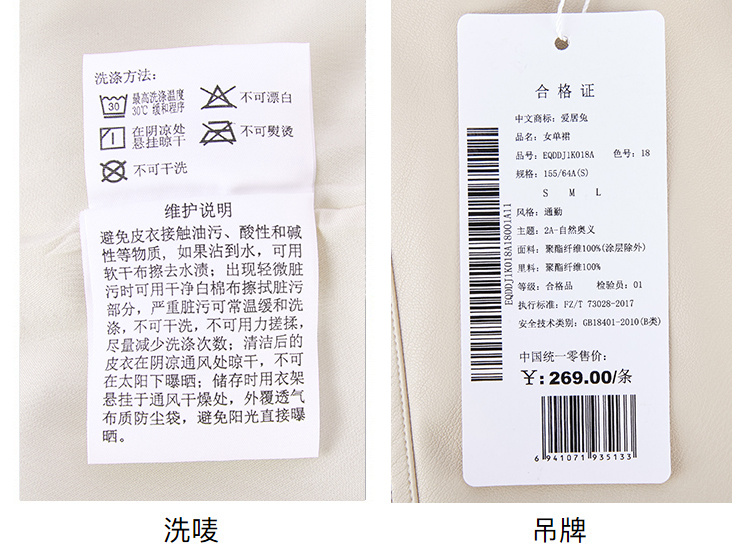 洗涤方法:
30
最高洗涤温度
30℃ 缓和程序
不可漂白
在阴凉处
悬挂晾干
不可熨烫
不可干洗
维护说明
避免皮衣接触油污、酸性和碱
性等物质，如果沾到水，可用
软干布擦去水渍；出现轻微脏
污时可用干净白棉布擦拭脏污
部分，严重脏污可常温缓和洗
涤，不可干洗，不可用力搓揉，
尽量减少洗涤次数；清洁后的
皮衣在阴凉通风处晾干，不可
在太阳下曝晒；储存时用衣架
悬挂于通风干燥处，外覆透气
布质防尘袋，避免阳光直接曝
晒。
洗唛
合格证
中文商标: 爱居兔
品名: 女单裙
品号: EQDDJ1K018A 色号: 18
规格: 155/64A(S)
S M L
风格: 通勤
主题: 2A-自然奥义
面料: 聚酯纤维100%(涂层除外)
里料: 聚酯纤维100%
等级: 合格品 检验员: 01
执行标准: FZ/T 73028-2017
安全技术类别: GB18401-2010(B类)
EQDDJ1K018A18001A11
中国统一零售价:
¥: 269.00/条
6 941071 935133
吊牌